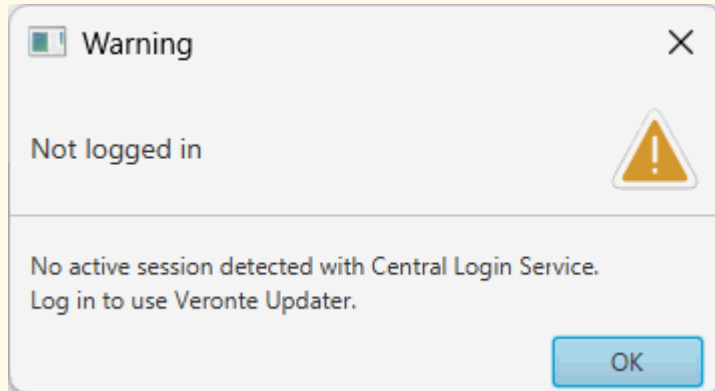 Warning
Not logged in
No active session detected with Central Login Service.
Log in to use Veronte Updater.
OK